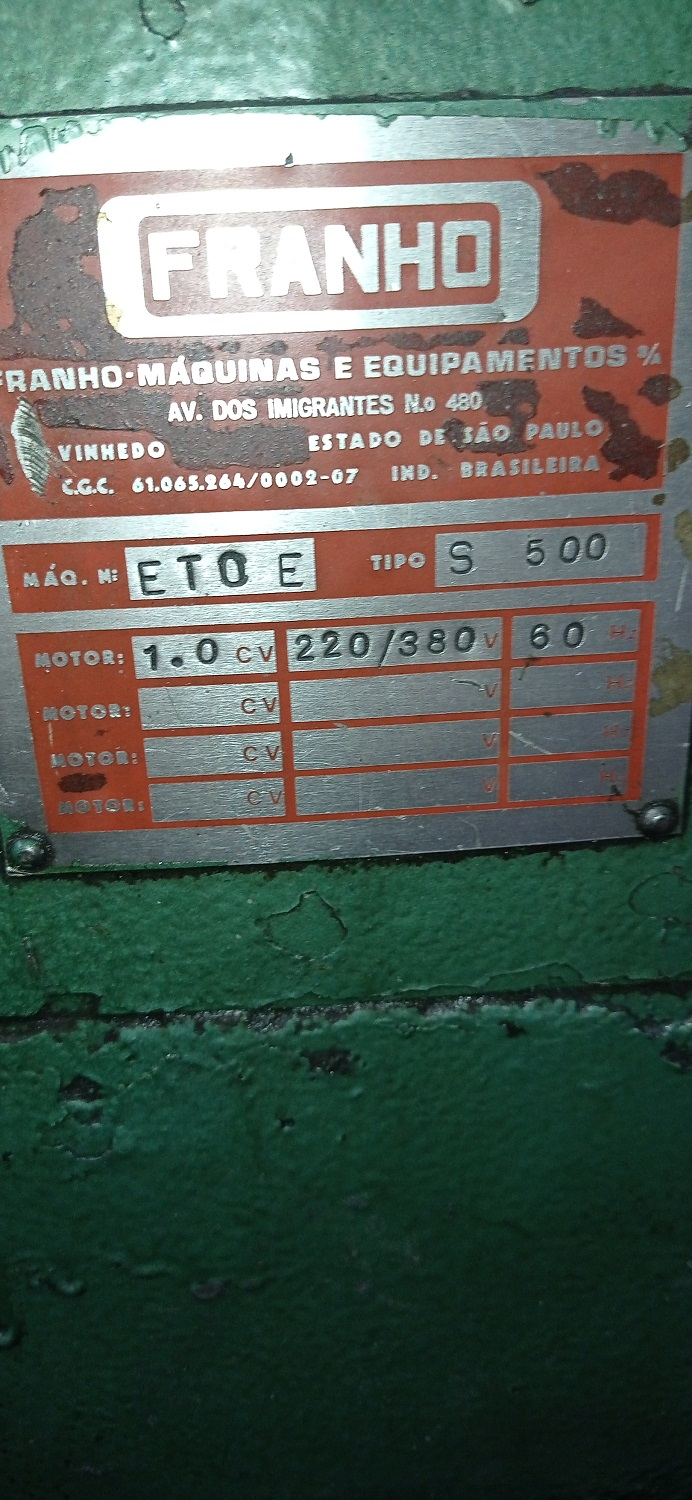 FRANHO
FRANHO-MÁQUINAS E EQUIPAMENTOS S/A
AV. DOS IMIGRANTES N.o 480
VINHEDO ESTADO DE SÃO PAULO
C.G.C. 61.065.264/0002-07 IND. BRASILEIRA
MÁQ. Nº: ETQ E TIPO S 500
MOTOR: 1.0 CV 220/380 V 60 Hz
MOTOR: CV V Hz
MOTOR: CV V Hz
MOTOR: CV V Hz